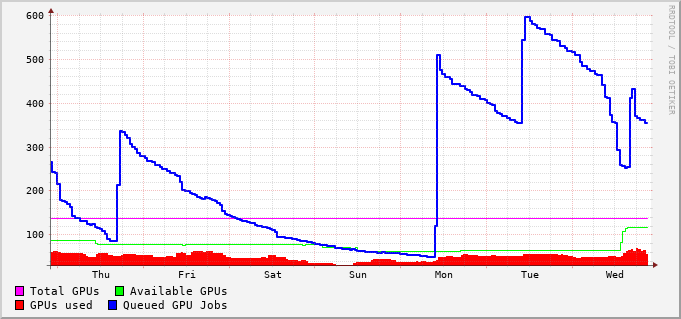 600
500
400
300
200
100
Thu Fri Sat Sun Mon Tue Wed
Total GPUs Available GPUs
GPUs used Queued GPU Jobs
RRDTOOL / TOBI OETIKER